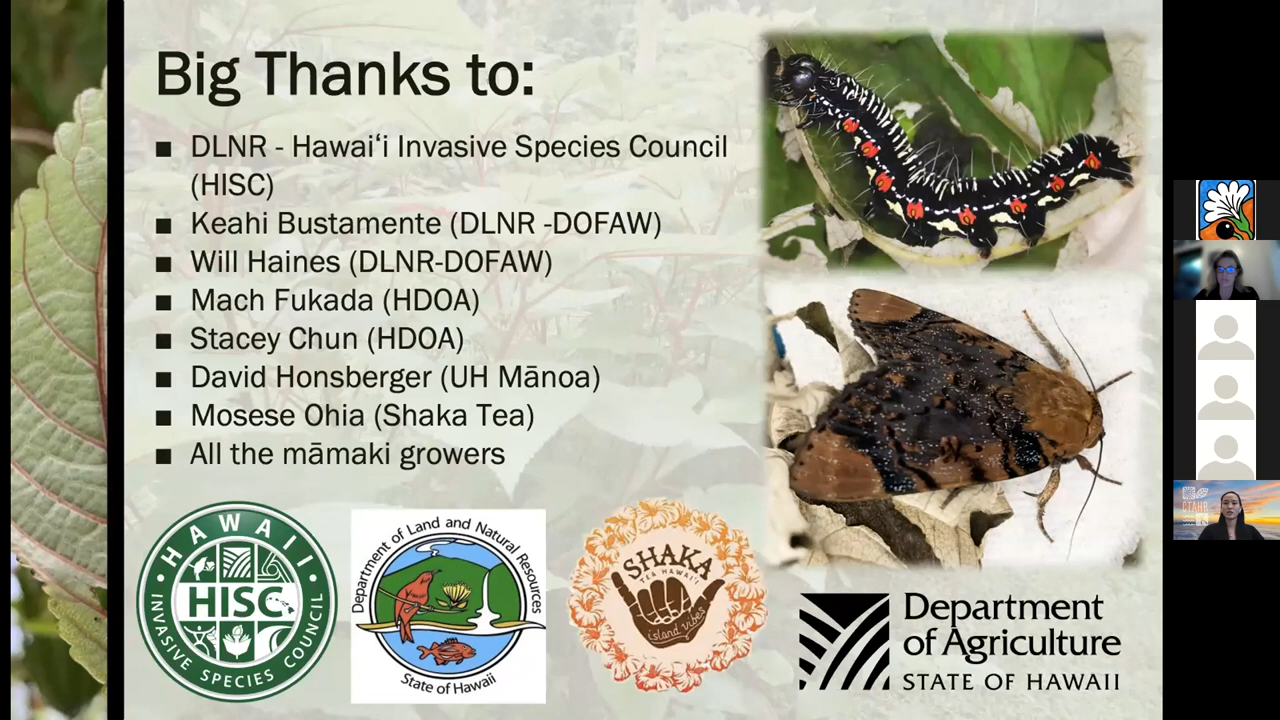 Big Thanks to:
■ DLNR - Hawaiʻi Invasive Species Council
(HISC)
■ Keahi Bustamente (DLNR -DOFAW)
■ Will Haines (DLNR-DOFAW)
■ Mach Fukada (HDOA)
■ Stacey Chun (HDOA)
■ David Honsberger (UH Mānoa)
■ Mosese Ohia (Shaka Tea)
■ All the māmaki growers
HAWAII
HISC
INVASIVE SPECIES COUNCIL
Department of Land and Natural Resources
State of Hawaii
SHAKA
TEA HAWAI'I
island vibes
Department
of Agriculture
STATE OF HAWAII
CTAHR